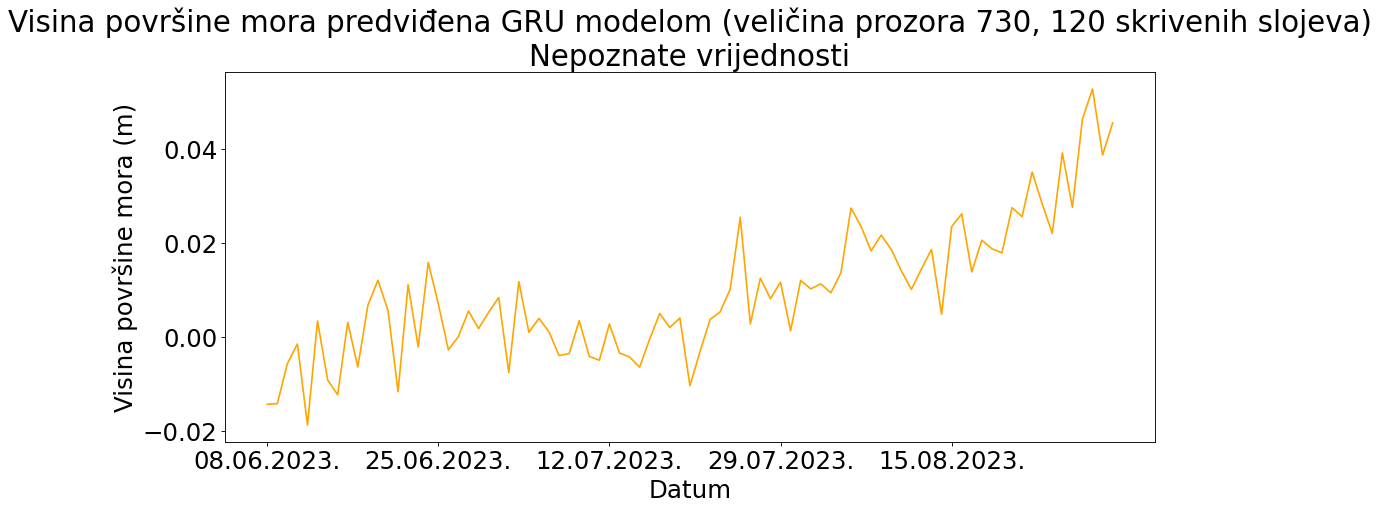 Visina površine mora predviđena GRU modelom (veličina prozora 730, 120 skrivenih slojeva)
Nepoznate vrijednosti
Visina površine mora (m)
0.04
0.02
0.00
−0.02
08.06.2023. 25.06.2023. 12.07.2023. 29.07.2023. 15.08.2023.
Datum